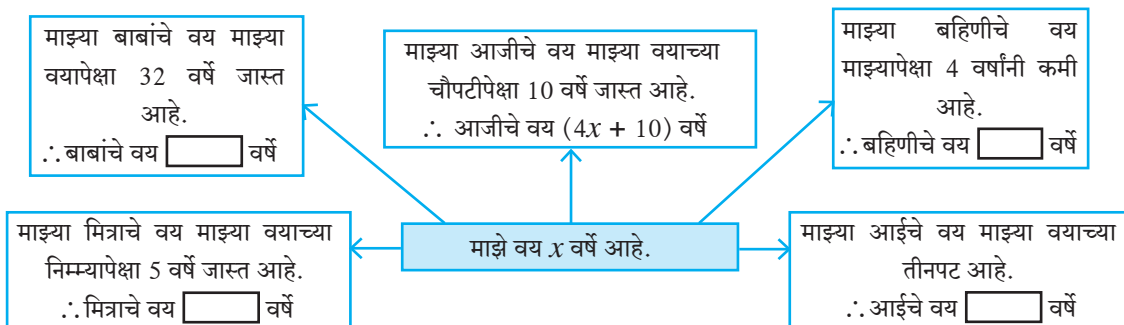 माझ्या बाबांचे वय माझ्या
वयापेक्षा 32 वर्षे जास्त
आहे.
∴ बाबांचे वय वर्षे
माझ्या आजीचे वय माझ्या वयाच्या
चौपटीपेक्षा 10 वर्षे जास्त आहे.
∴ आजीचे वय (4x + 10) वर्षे
माझ्या बहिणीचे वय
माझ्यापेक्षा 4 वर्षांनी कमी
आहे.
∴ बहिणीचे वय वर्षे
माझ्या मित्राचे वय माझ्या वयाच्या
निम्म्यापेक्षा 5 वर्षे जास्त आहे.
∴ मित्राचे वय वर्षे
माझे वय x वर्षे आहे.
माझ्या आईचे वय माझ्या वयाच्या
तीनपट आहे.
∴ आईचे वय वर्षे